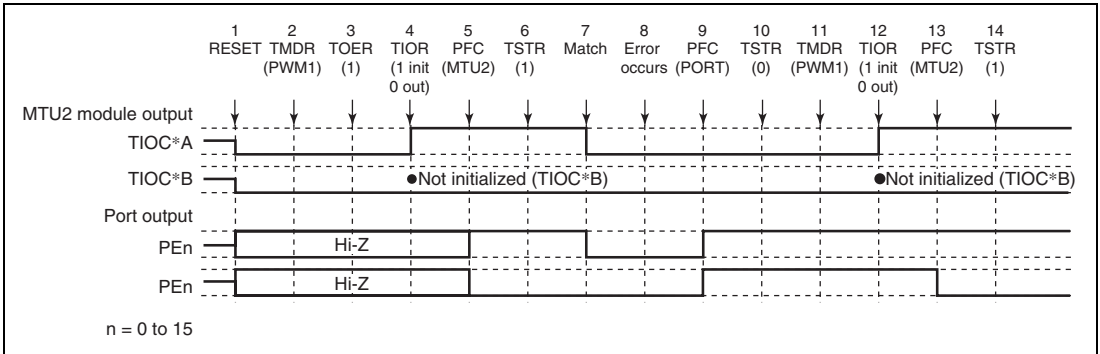 1 2 3 4 5 6 7 8 9 10 11 12 13 14
RESET TMDR TOER TIOR PFC TSTR Match Error PFC TSTR TMDR TIOR PFC TSTR
(PWM1) (1) (1 init (MTU2) (1) occurs (PORT) (0) (PWM1) (1 init (MTU2) (1)
0 out) 0 out)
MTU2 module output
TIOC*A
TIOC*B ●Not initialized (TIOC*B) ●Not initialized (TIOC*B)
Port output
PEn Hi-Z
PEn Hi-Z
n = 0 to 15